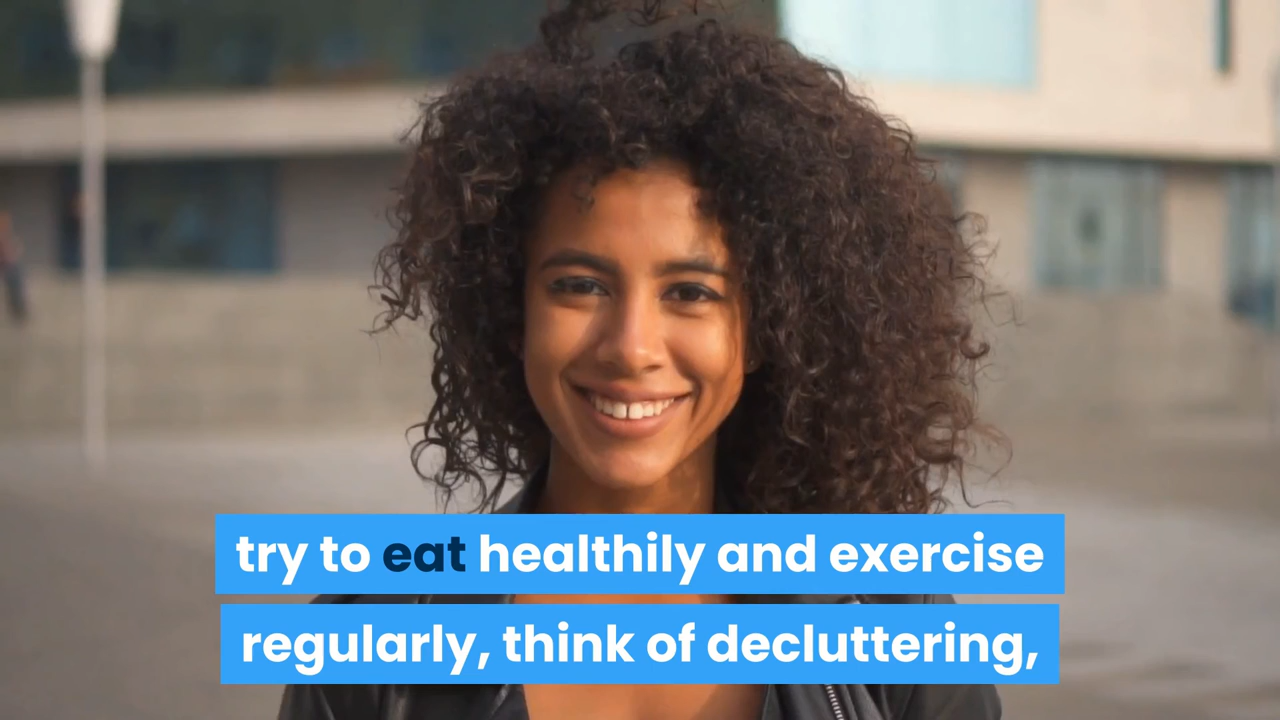 try to eat healthily and exercise
regularly, think of decluttering,